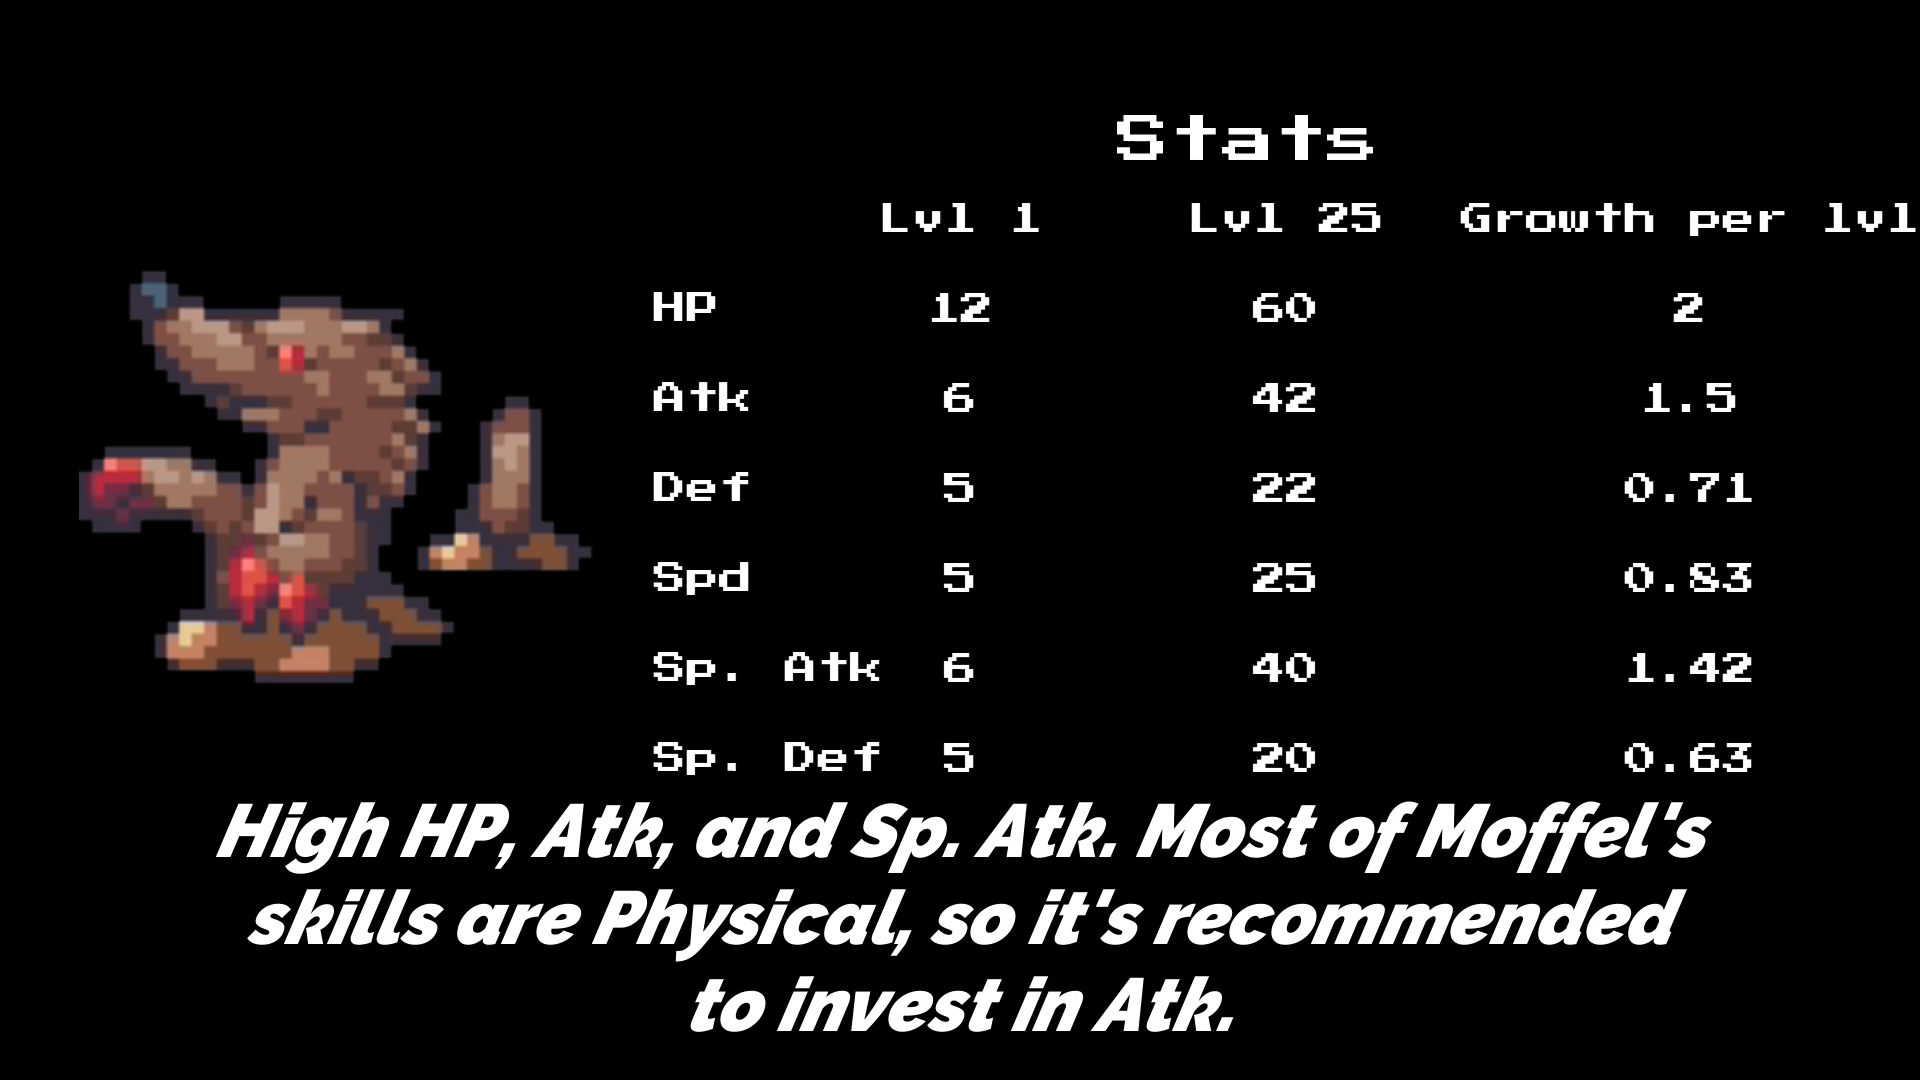 Stats
Lvl 1 Lvl 25 Growth per lvl
HP 12 60 2
Atk 6 42 1.5
Def 5 22 0.71
Spd 5 25 0.83
Sp. Atk 6 40 1.42
Sp. Def 5 20 0.63
High HP, Atk, and Sp. Atk. Most of Moffel's
skills are Physical, so it's recommended
to invest in Atk.